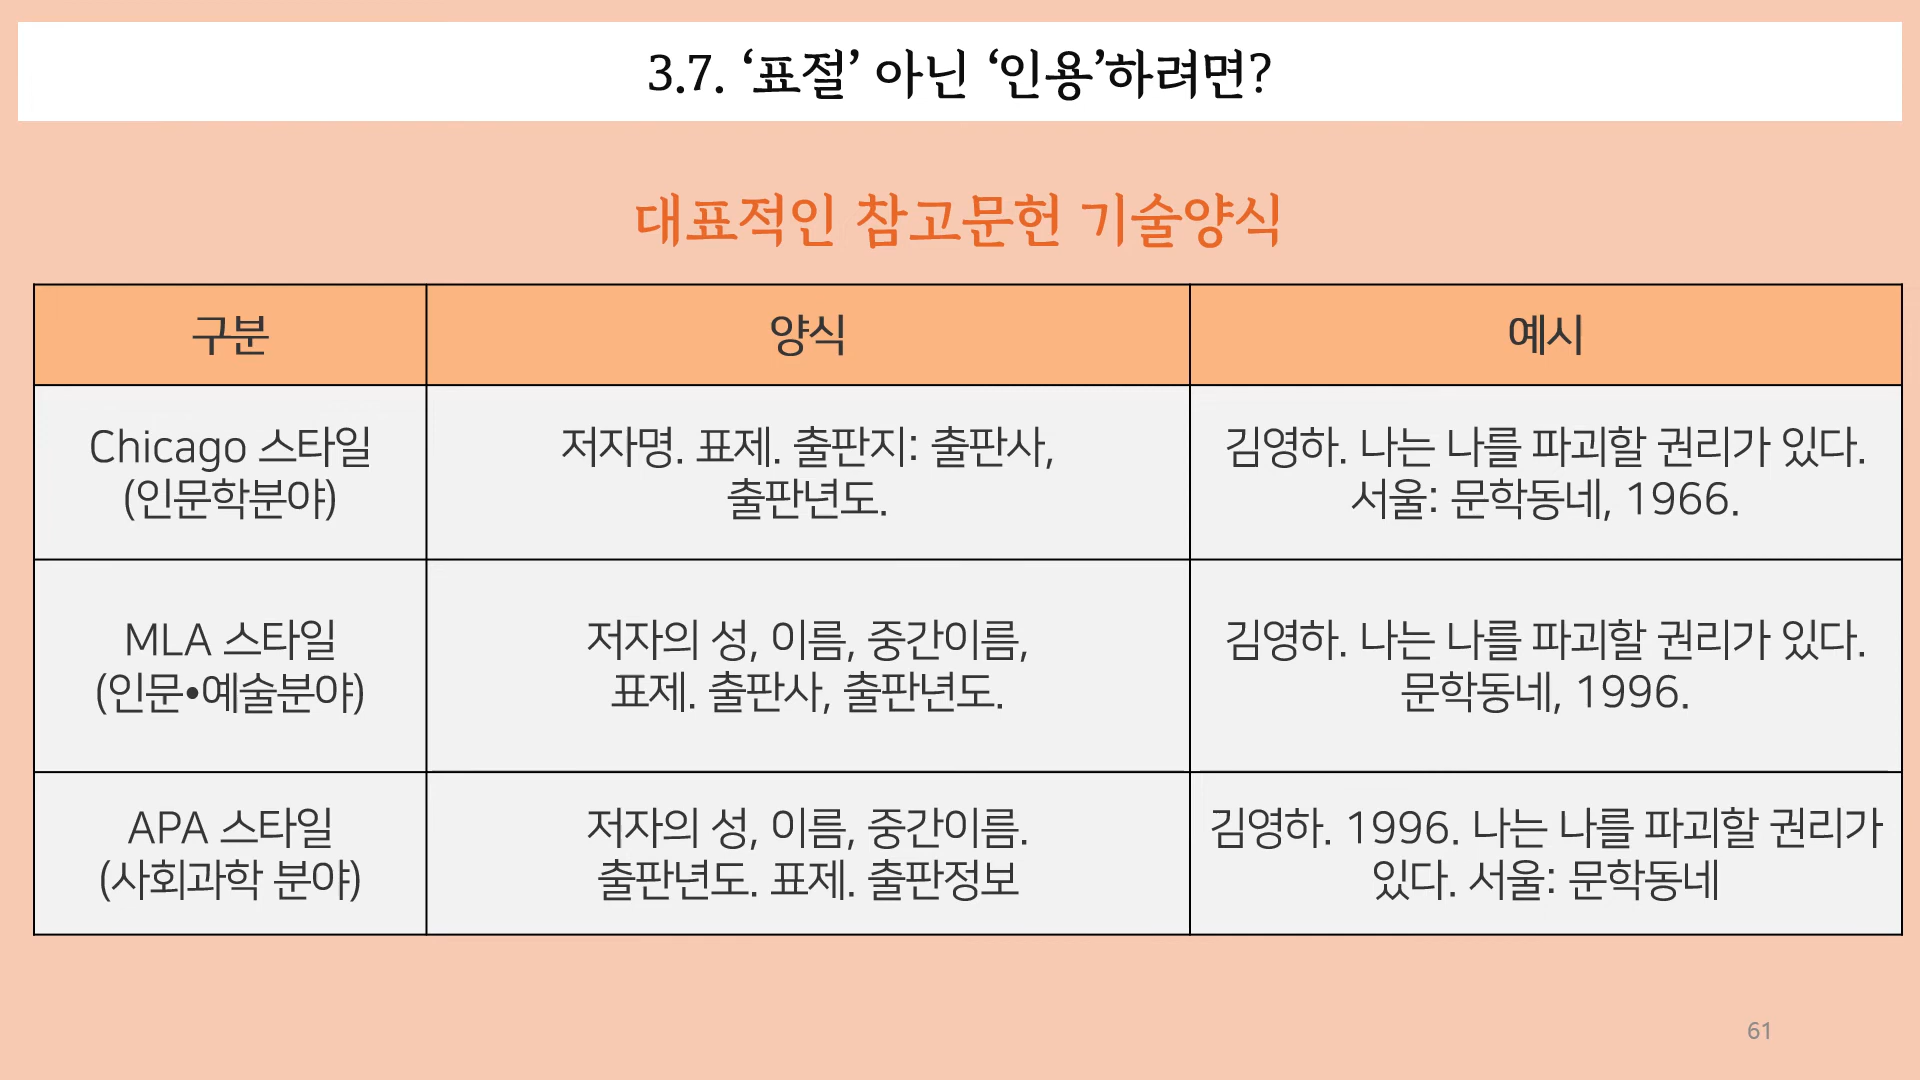 3.7. ‘표절’ 아닌 ‘인용’하려면?
대표적인 참고문헌 기술양식
구분
양식
예시
Chicago 스타일
(인문학분야)
저자명. 표제. 출판지: 출판사,
출판년도.
김영하. 나는 나를 파괴할 권리가 있다.
서울: 문학동네, 1966.
MLA 스타일
(인문•예술분야)
저자의 성, 이름, 중간이름,
표제. 출판사, 출판년도.
김영하. 나는 나를 파괴할 권리가 있다.
문학동네, 1996.
APA 스타일
(사회과학 분야)
저자의 성, 이름, 중간이름.
출판년도. 표제. 출판정보
김영하. 1996. 나는 나를 파괴할 권리가
있다. 서울: 문학동네
61